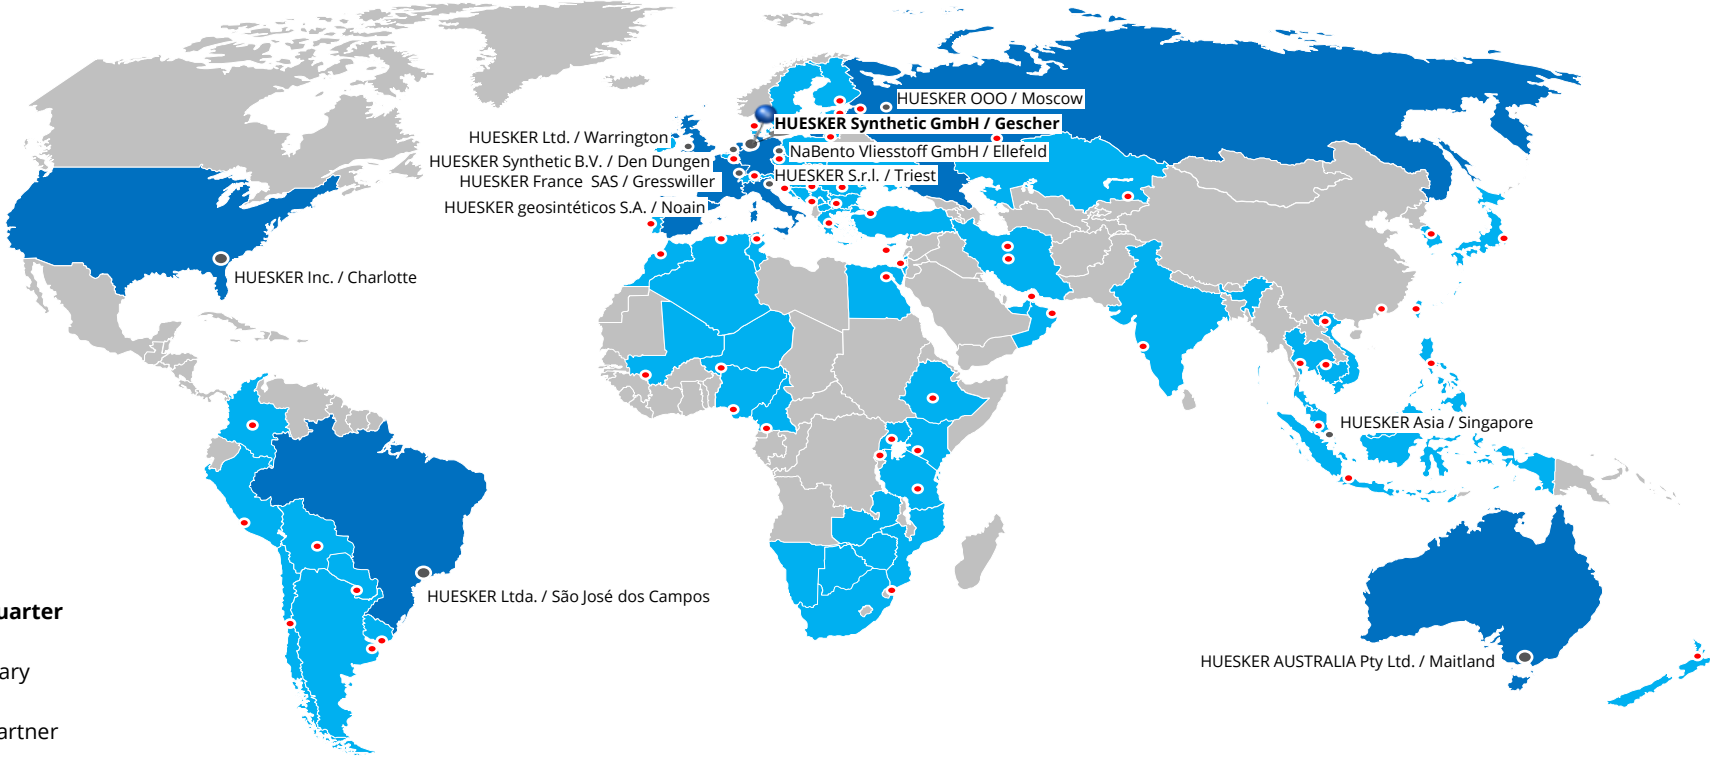 HUESKER OOO / Moscow
HUESKER Synthetic GmbH / Gescher
HUESKER Ltd. / Warrington
NaBento Vliesstoff GmbH / Ellefeld
HUESKER Synthetic B.V. / Den Dungen
HUESKER S.r.l. / Triest
HUESKER France SAS / Gresswiller
HUESKER geosintéticos S.A. / Noain
HUESKER Inc. / Charlotte
HUESKER Asia / Singapore
HUESKER Ltda. / São José dos Campos
uarter
HUESKER AUSTRALIA Pty Ltd. / Maitland
ary
artner